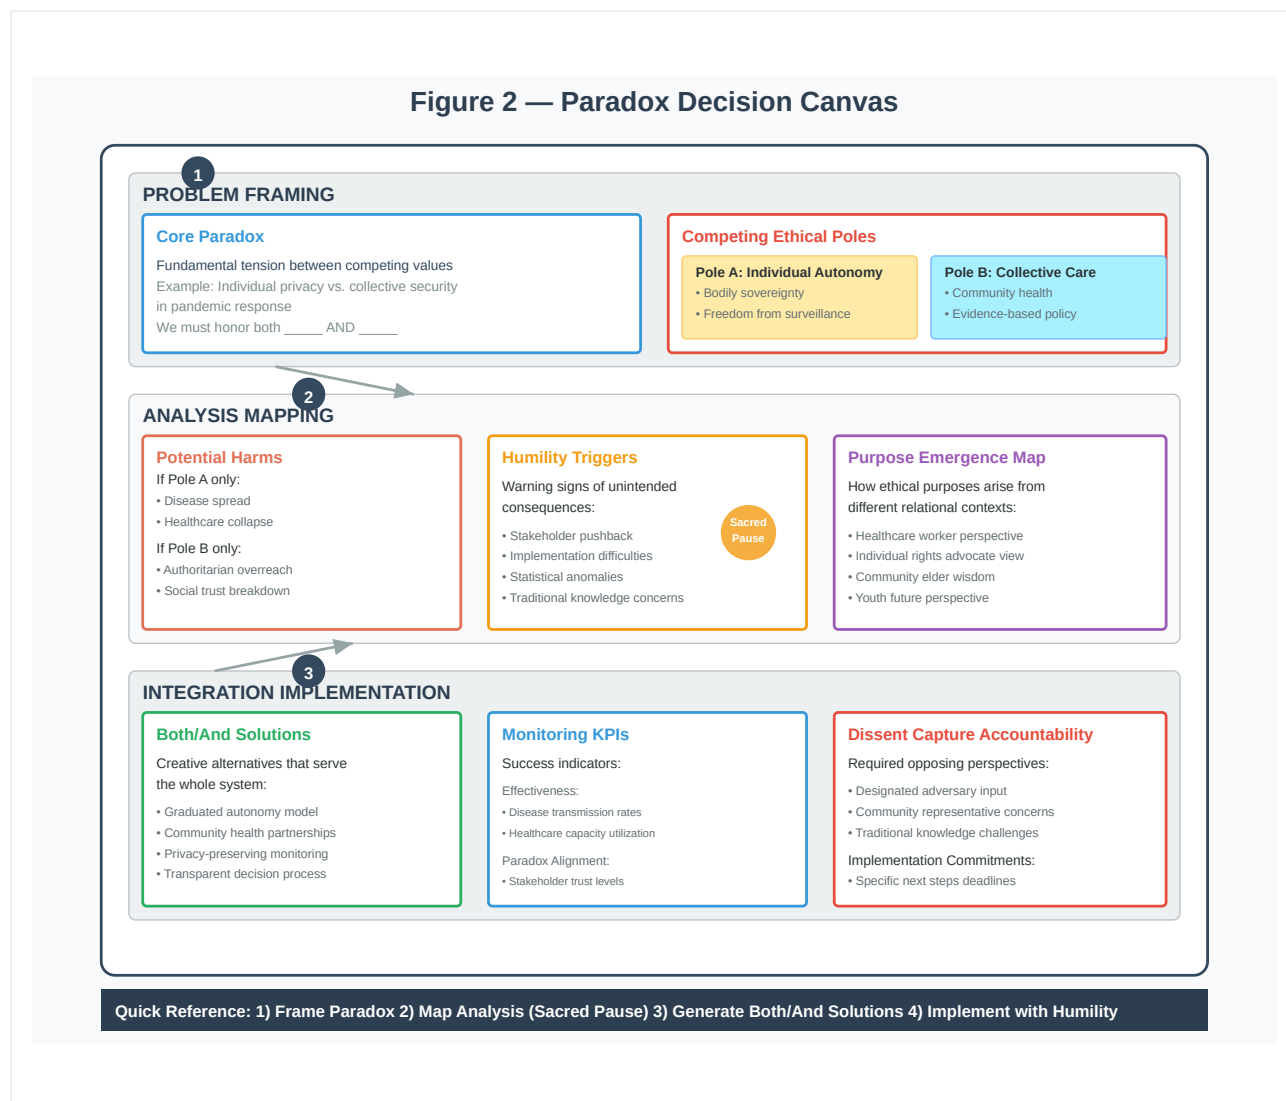 Figure 2 — Paradox Decision Canvas
1
PROBLEM FRAMING
Core Paradox
Fundamental tension between competing values
Example: Individual privacy vs. collective security
in pandemic response
We must honor both _____ AND _____
Competing Ethical Poles
Pole A: Individual Autonomy
• Bodily sovereignty
• Freedom from surveillance
Pole B: Collective Care
• Community health
• Evidence-based policy
2
ANALYSIS MAPPING
Potential Harms
If Pole A only:
• Disease spread
• Healthcare collapse
If Pole B only:
• Authoritarian overreach
• Social trust breakdown
Humility Triggers
Warning signs of unintended
consequences:
• Stakeholder pushback
• Implementation difficulties
• Statistical anomalies
• Traditional knowledge concerns
Sacred
Pause
Purpose Emergence Map
How ethical purposes arise from
different relational contexts:
• Healthcare worker perspective
• Individual rights advocate view
• Community elder wisdom
• Youth future perspective
3
INTEGRATION IMPLEMENTATION
Both/And Solutions
Creative alternatives that serve
the whole system:
• Graduated autonomy model
• Community health partnerships
• Privacy-preserving monitoring
• Transparent decision process
Monitoring KPIs
Success indicators:
Effectiveness:
• Disease transmission rates
• Healthcare capacity utilization
Paradox Alignment:
• Stakeholder trust levels
Dissent Capture Accountability
Required opposing perspectives:
• Designated adversary input
• Community representative concerns
• Traditional knowledge challenges
Implementation Commitments:
• Specific next steps deadlines
Quick Reference: 1) Frame Paradox 2) Map Analysis (Sacred Pause) 3) Generate Both/And Solutions 4) Implement with Humility